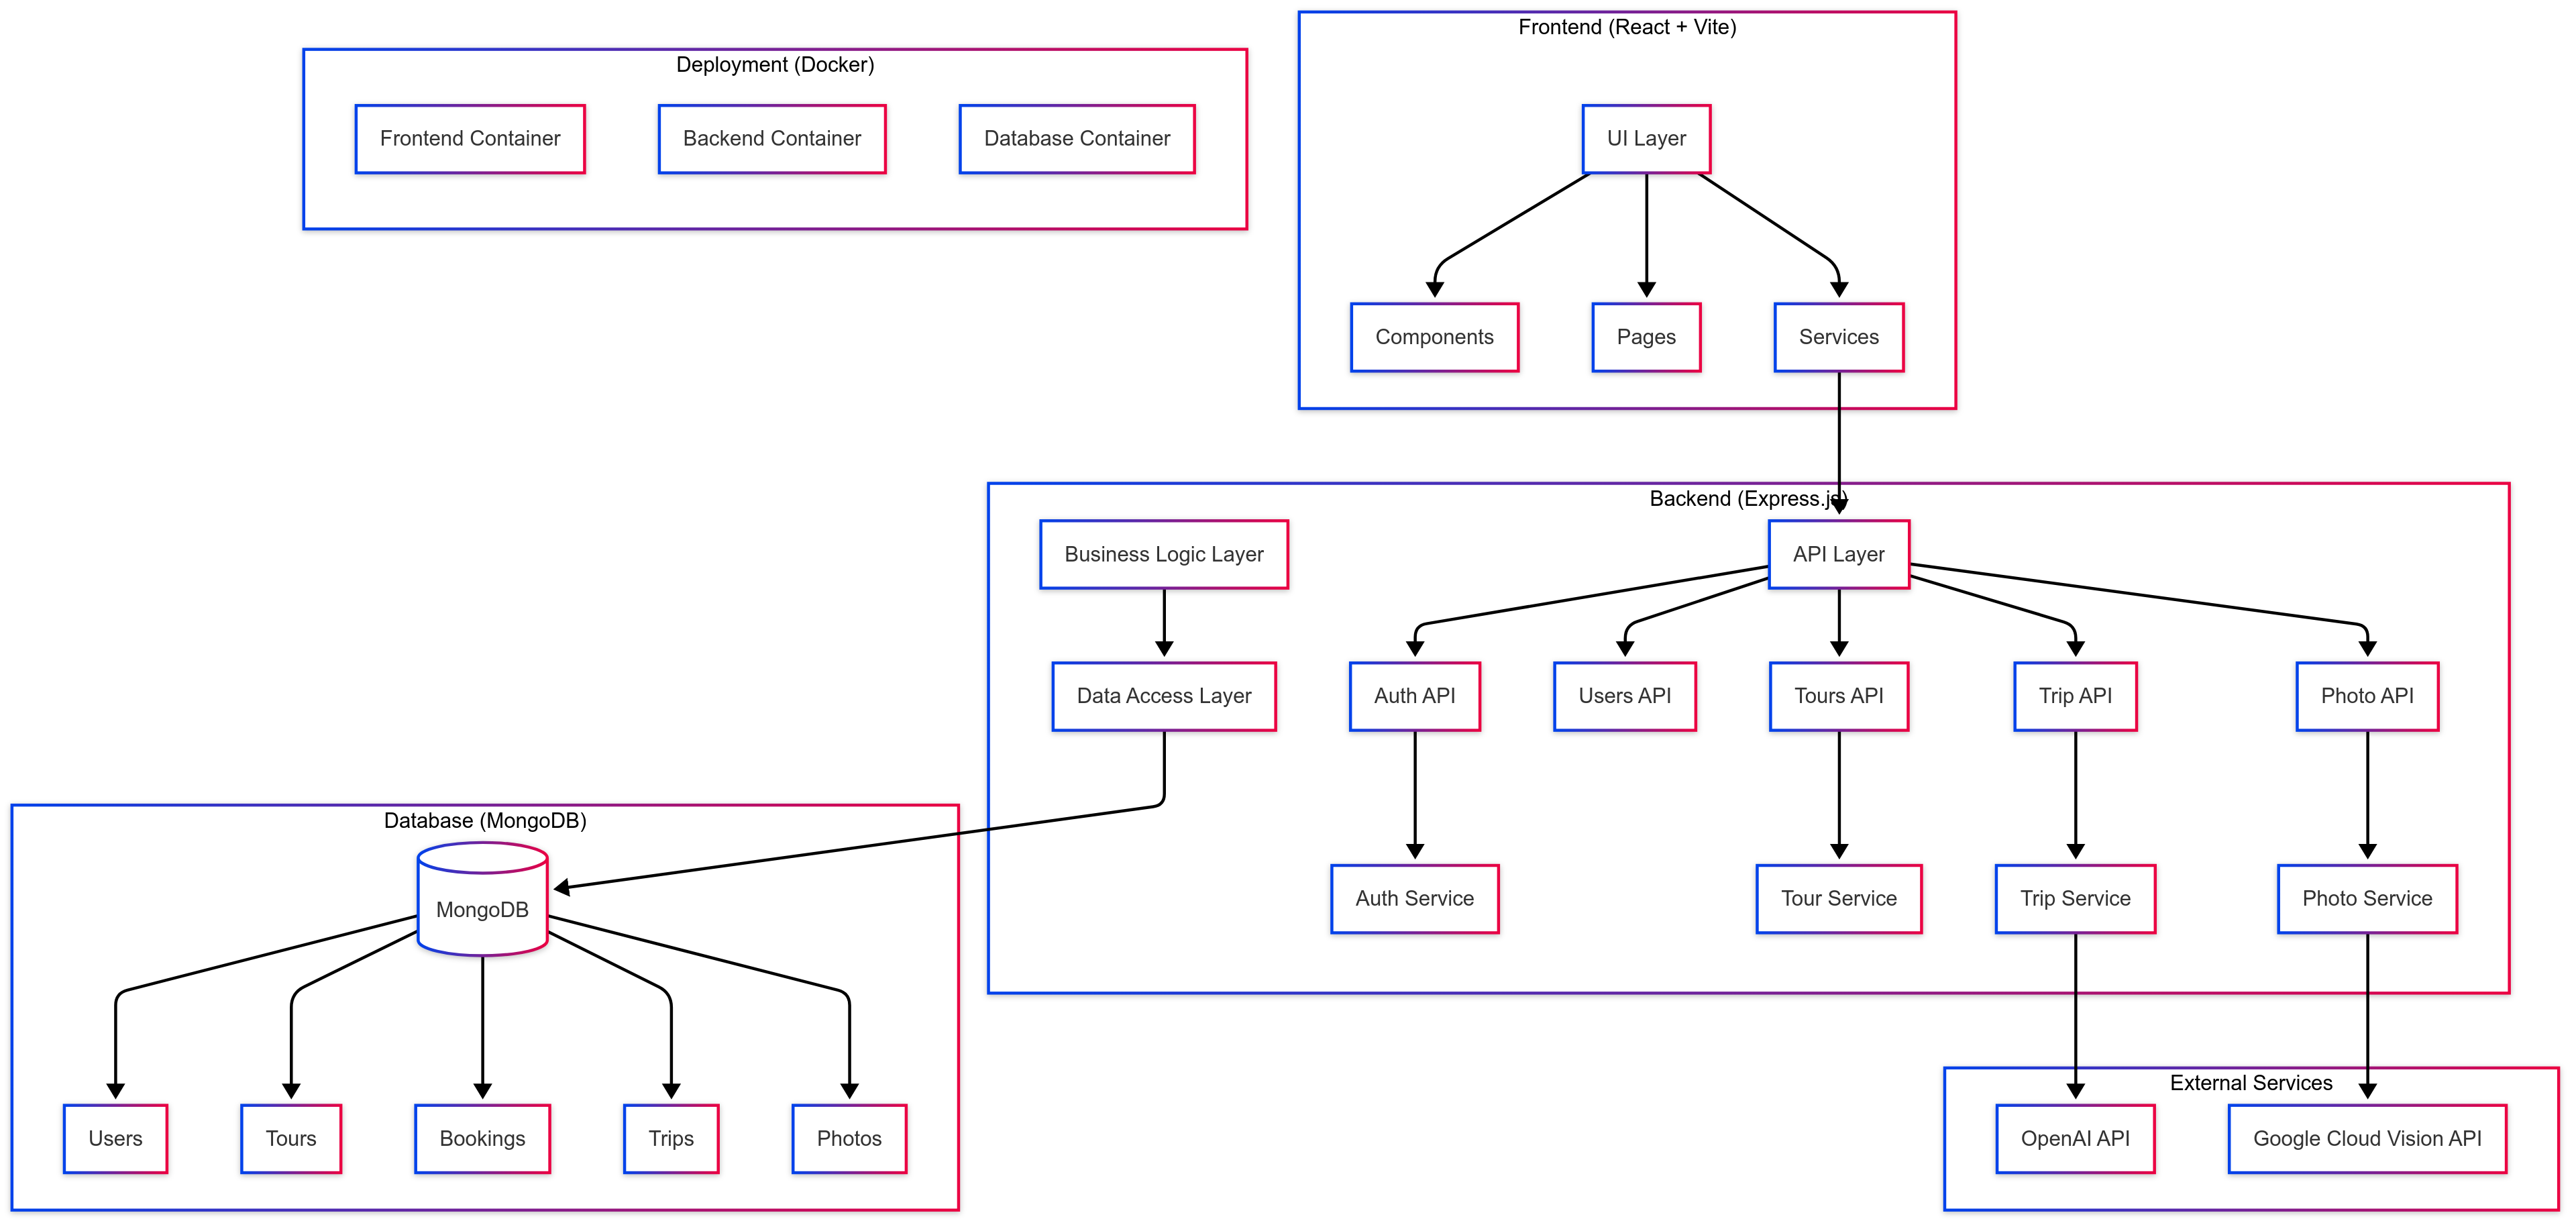 Deployment (Docker)
Frontend Container
Backend Container
Database Container
Frontend (React + Vite)
UI Layer
Components
Pages
Services
Backend (Express.js)
Business Logic Layer
API Layer
Data Access Layer
Auth API
Users API
Tours API
Trip API
Photo API
Auth Service
Tour Service
Trip Service
Photo Service
Database (MongoDB)
MongoDB
Users
Tours
Bookings
Trips
Photos
External Services
OpenAI API
Google Cloud Vision API